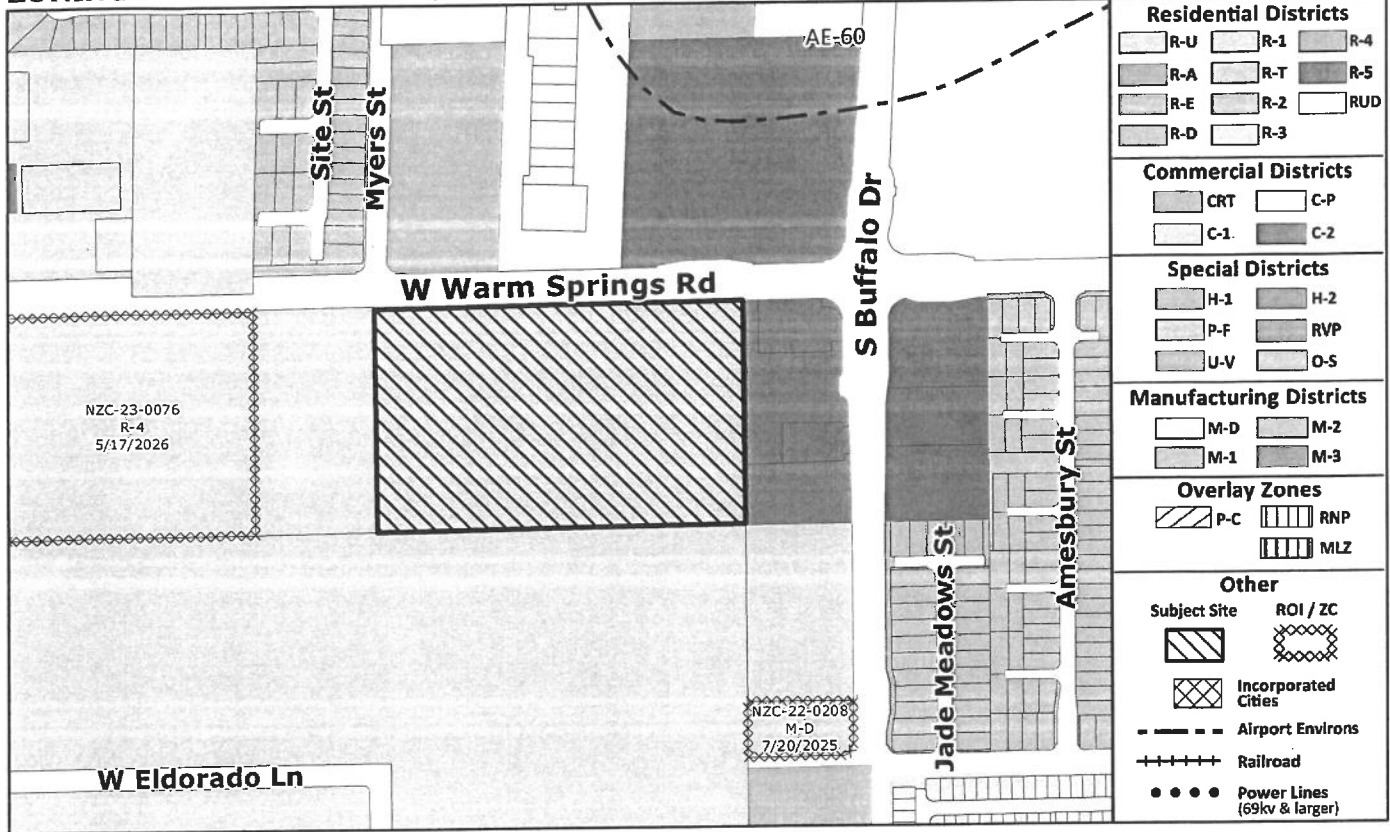 AE-60
Site St
Myers St
S Buffalo Dr
W Warm Springs Rd
NZC-23-0076
R-4
5/17/2026
Amesbury St
Jade Meadows St
NZC-22-0208
M-D
7/20/2025
W Eldorado Ln
Residential Districts
R-U R-1 R-4
R-A R-T R-5
R-E R-2 RUD
R-D R-3
Commercial Districts
CRT C-P
C-1 C-2
Special Districts
H-1 H-2
P-F RVP
U-V O-S
Manufacturing Districts
M-D M-2
M-1 M-3
Overlay Zones
P-C RNP
MLZ
Other
Subject Site ROI / ZC
Incorporated
Cities
Airport Environs
Railroad
Power Lines
(69kv & larger)